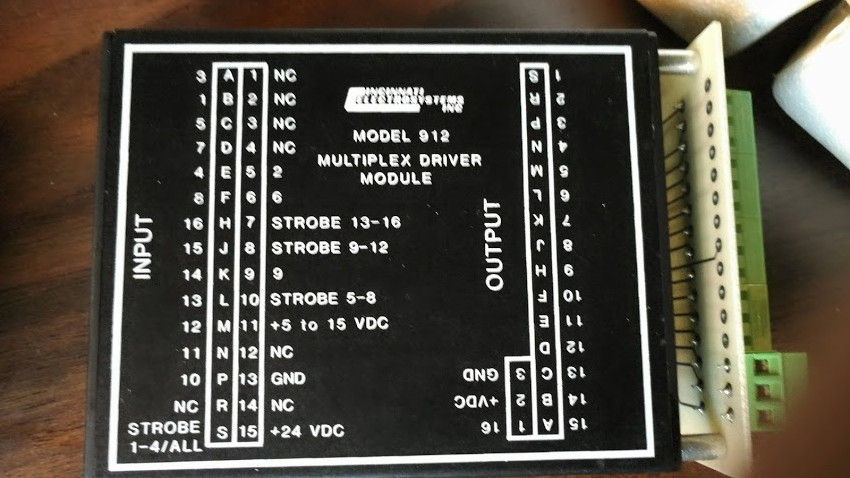 3 A 1 NC
1 B 2 NC
5 C 3 NC
7 D 4 NC
4 E 5 2
8 F 6 6
16 H 7 STROBE 13-16
15 J 8 STROBE 9-12
14 K 9 9
13 L 10 STROBE 5-8
12 M 11 +5 to 15 VDC
11 N 12 NC
10 P 13 GND
NC R 14 NC
STROBE
1-4/ALL S 15 +24 VDC
INPUT
CINCINNATI
ELECTROSYSTEMS
INC
MODEL 912
MULTIPLEX DRIVER
MODULE
OUTPUT
S 1
R 2
P 3
N 4
M 5
L 6
K 7
J 8
H 9
F 10
E 11
D 12
GND 3 C 13
+VDC 2 B 14
16 1 A 15